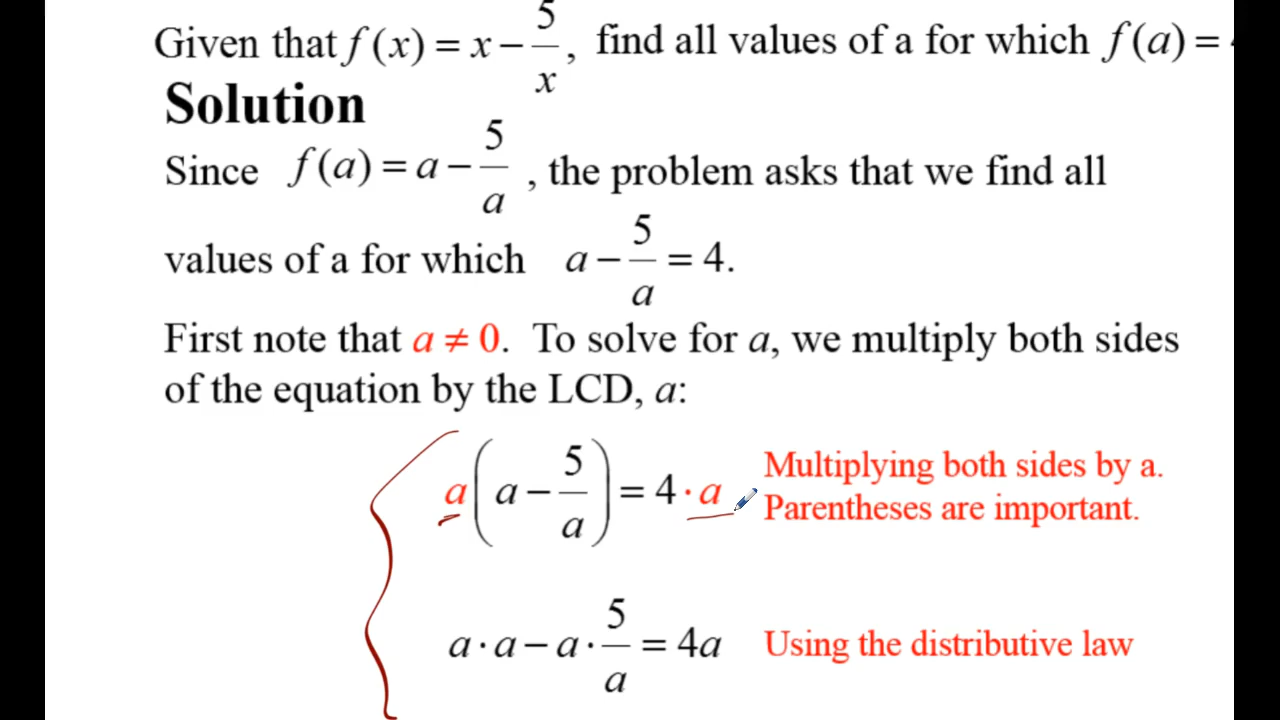 Given that f(x) = x − 5/x, find all values of a for which f(a) =
Solution
Since f(a) = a − 5/a, the problem asks that we find all
values of a for which a − 5/a = 4.
First note that a ≠ 0. To solve for a, we multiply both sides
of the equation by the LCD, a:
a(a − 5/a) = 4 · a Multiplying both sides by a.
Parentheses are important.
a · a − a · 5/a = 4a Using the distributive law